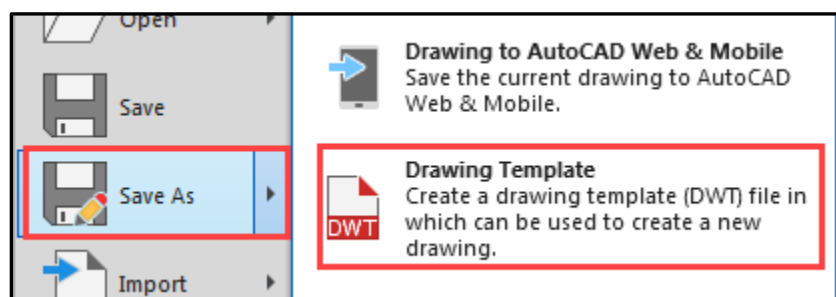 Open
Save
Save As
Import
Drawing to AutoCAD Web & Mobile
Save the current drawing to AutoCAD
Web & Mobile.
DWT
Drawing Template
Create a drawing template (DWT) file in
which can be used to create a new
drawing.